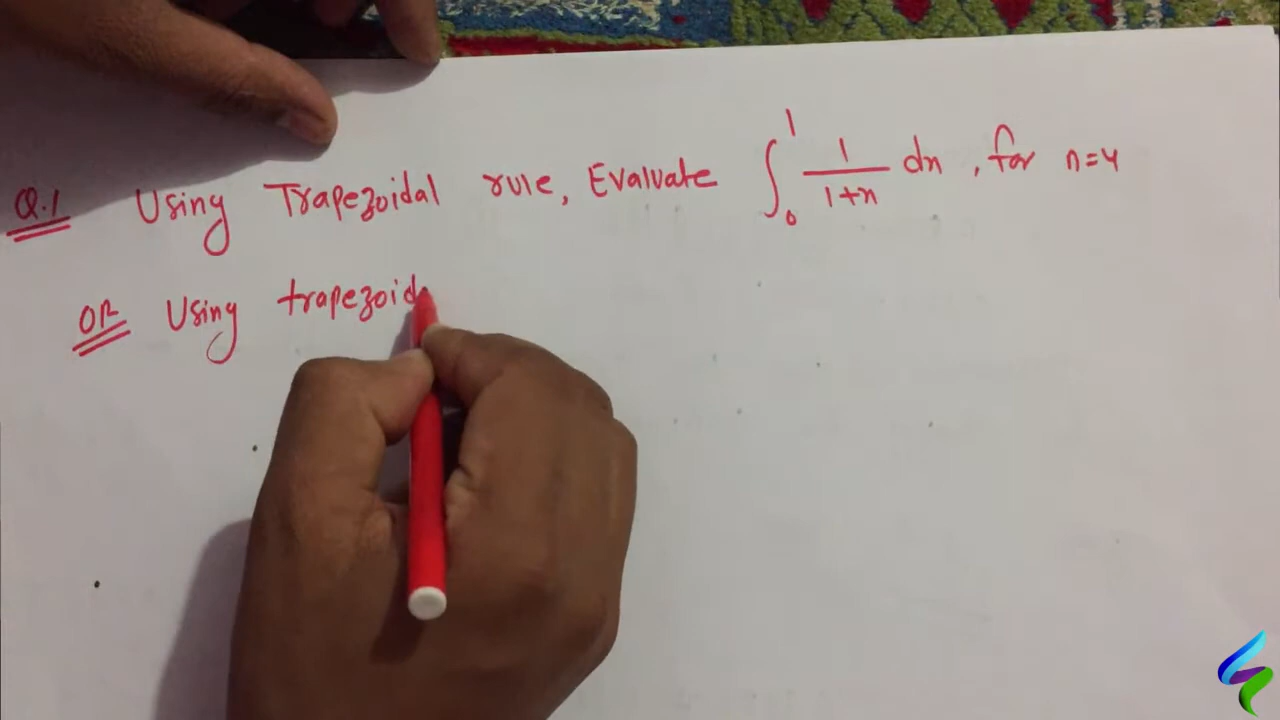 Q.1 Using Trapezoidal rule, Evaluate ∫₀¹ 1/(1+x) dx, for n=4
OR Using trapezoid